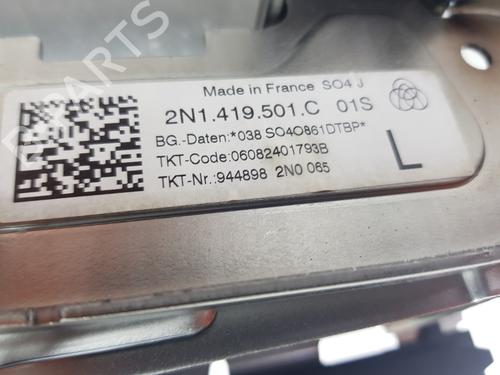 B-PARTS
Made in France SO4 J
2N1.419.501.C 01S
BG.-Daten:*038 SO4O861DTBP*
TKT-Code:06082401793B
TKT-Nr.:944898 2N0 065
L